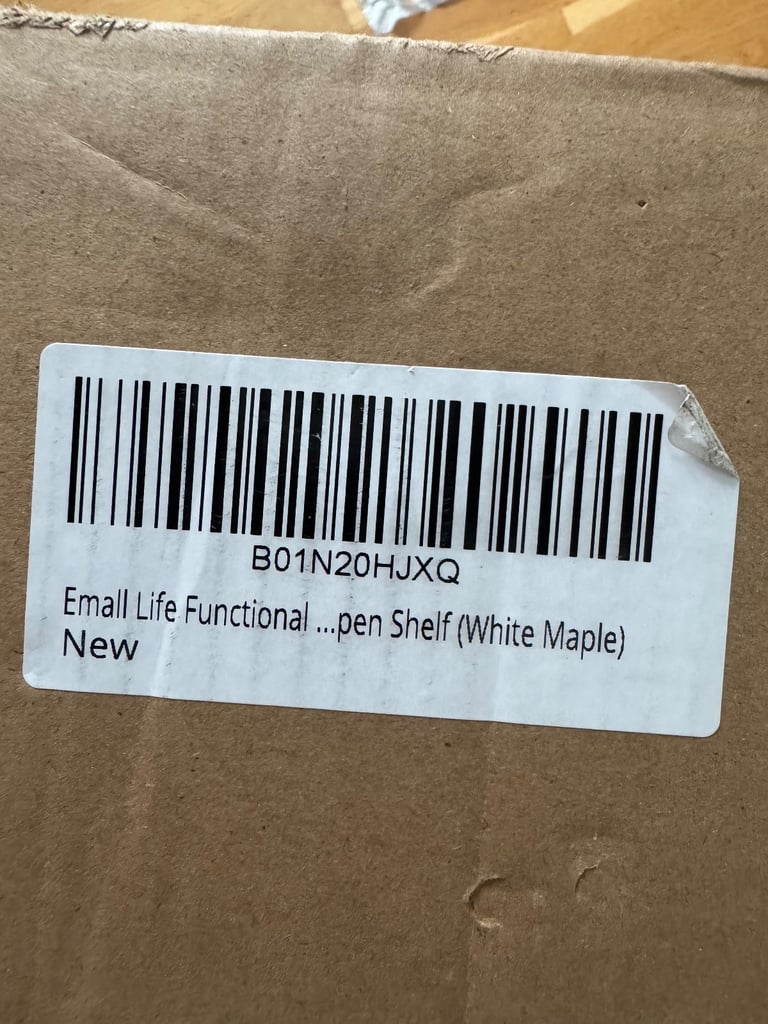 B01N20HJXQ
Emall Life Functional ...pen Shelf (White Maple)
New